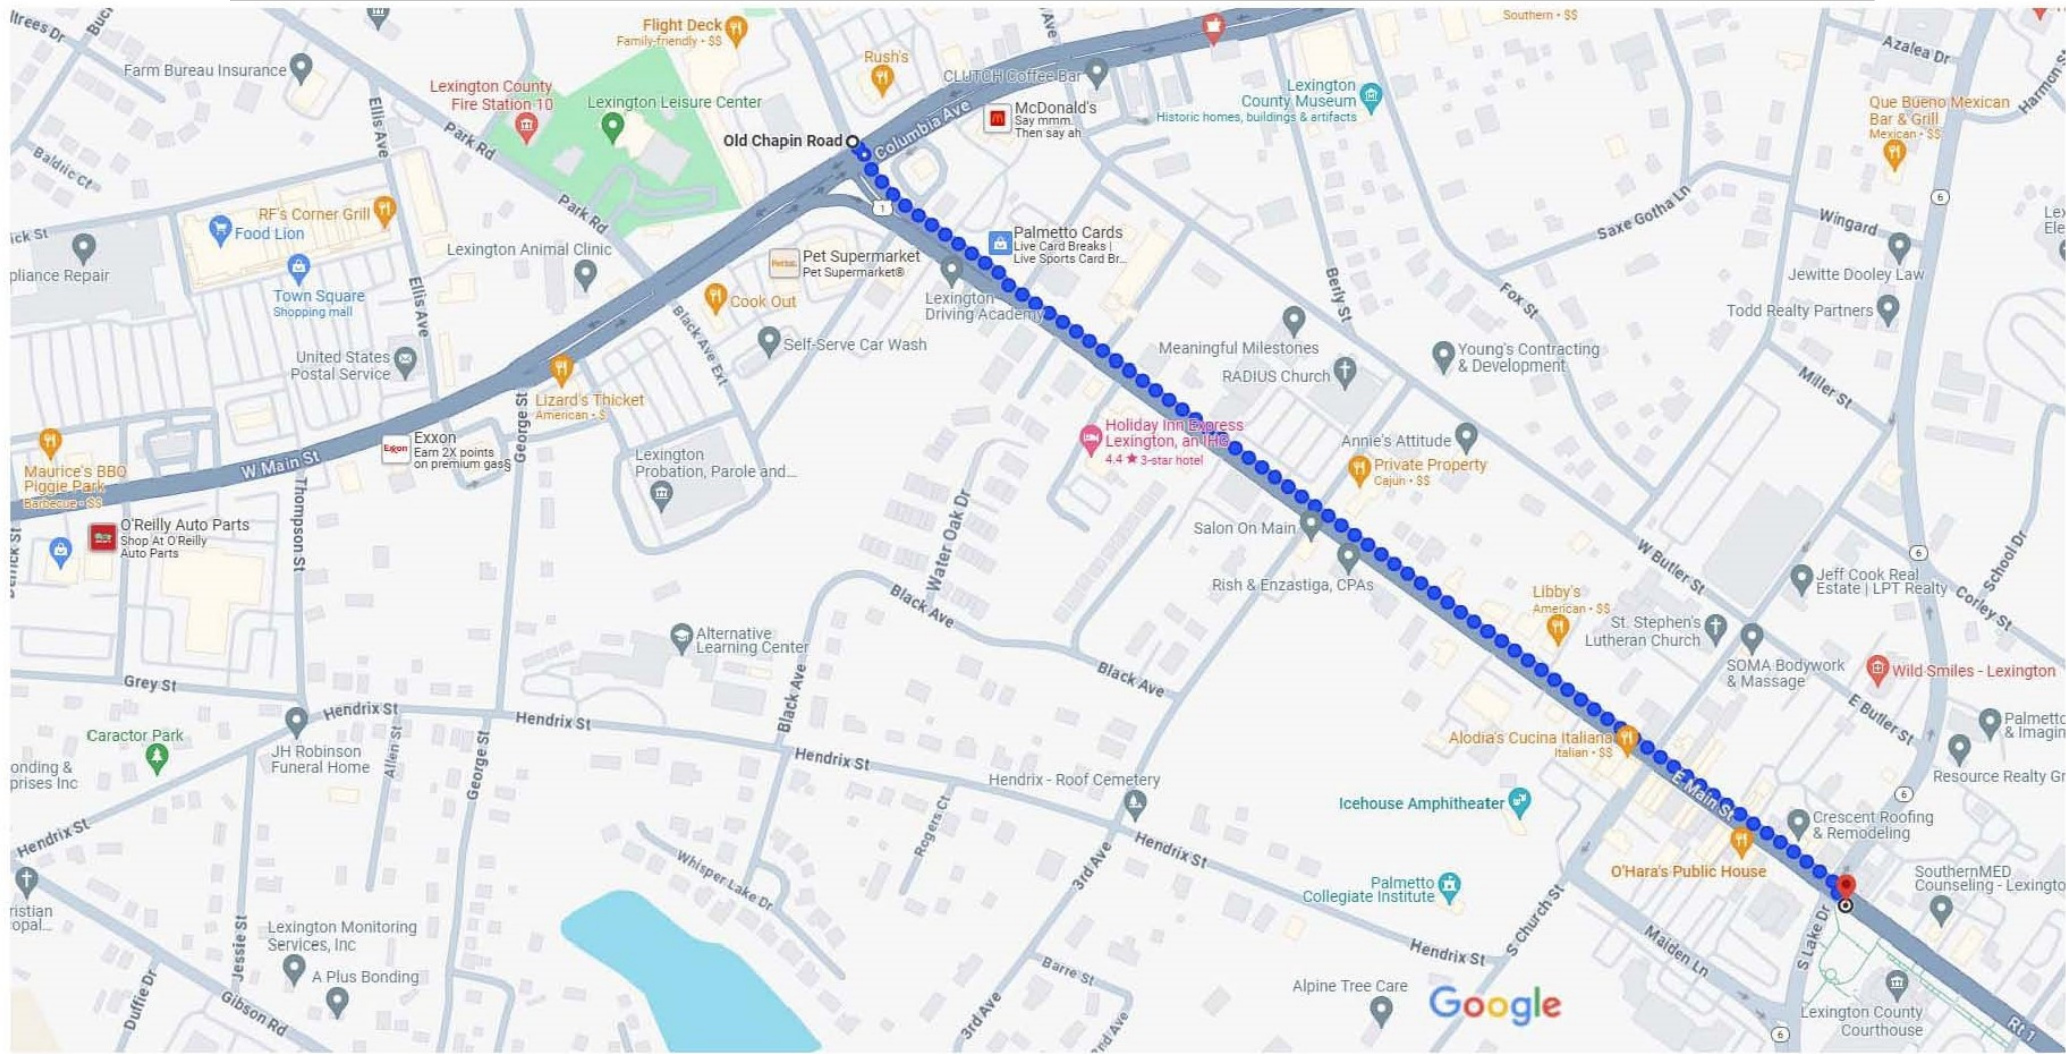 Southern • $$
Flight Deck
Family-friendly • $$
Azalea Dr
Rush's
Farm Bureau Insurance
CLUTCH Coffee Bar
Lexington County
Fire Station 10
Lexington Leisure Center
Lexington
County Museum
Historic homes, buildings & artifacts
McDonald's
Say mmm.
Then say ah
Columbia Ave
Que Bueno Mexican
Bar & Grill
Mexican • $$
Ellis Ave
Park Rd
Old Chapin Road
Baldric Ct
6
RF's Corner Grill
Food Lion
Park Rd
1
Saxe Gotha Ln
Wingard
Palmetto Cards
Live Card Breaks |
Live Sports Card Br...
Lexington Animal Clinic
Pet Supermarket
Pet Supermarket®
Jewitte Dooley Law
Town Square
Shopping mall
Ellis Ave
Cook Out
Lexington
Driving Academy
Berly St
Fox St
Todd Realty Partners
Black Ave Ext
Self-Serve Car Wash
United States
Postal Service
Meaningful Milestones
RADIUS Church
Young's Contracting
& Development
Miller St
Lizard's Thicket
American • $
George St
Exxon
Earn 2X points
on premium gas§
Holiday Inn Express
Lexington, an IHG
4.4 ★ 3-star hotel
Annie's Attitude
Private Property
Cajun • $$
W Main St
Maurice's BBQ
Piggie Park
Barbecue • $$
Lexington
Probation, Parole and...
O'Reilly Auto Parts
Shop At O'Reilly
Auto Parts
Thompson St
Water Oak Dr
Salon On Main
Rish & Enzastiga, CPAs
W Butler St
6
School Dr
Jeff Cook Real
Estate | LPT Realty
Corley St
Black Ave
Libby's
American • $$
St. Stephen's
Lutheran Church
Alternative
Learning Center
SOMA Bodywork
& Massage
Wild Smiles - Lexington
Black Ave
Grey St
Black Ave
Hendrix St
Hendrix St
E Butler St
Caractor Park
JH Robinson
Funeral Home
Allen St
George St
Hendrix St
Alodia's Cucina Italiana
Italian • $$
Hendrix - Roof Cemetery
Icehouse Amphitheater
E Main St
6
Crescent Roofing
& Remodeling
Hendrix St
Rogers Ct
Hendrix St
O'Hara's Public House
Whisper Lake Dr
3rd Ave
Palmetto
Collegiate Institute
S Church St
S Lake Dr
Lexington Monitoring
Services, Inc
Jessie St
A Plus Bonding
Duffie Dr
Gibson Rd
Hendrix St
Maiden Ln
Barre St
3rd Ave
Alpine Tree Care
Google
6
Lexington County
Courthouse
Rt 1